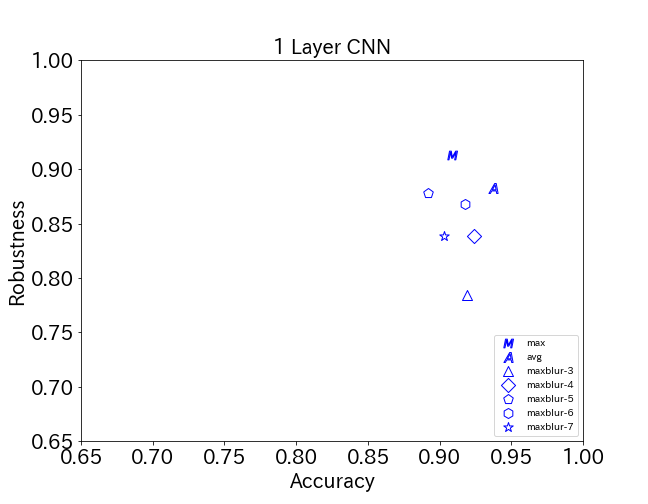 1 Layer CNN
1.00
0.95
0.90
0.85
0.80
0.75
0.70
0.65
Robustness
M
A
M max
A avg
maxblur-3
maxblur-4
maxblur-5
maxblur-6
maxblur-7
0.65 0.70 0.75 0.80 0.85 0.90 0.95 1.00
Accuracy